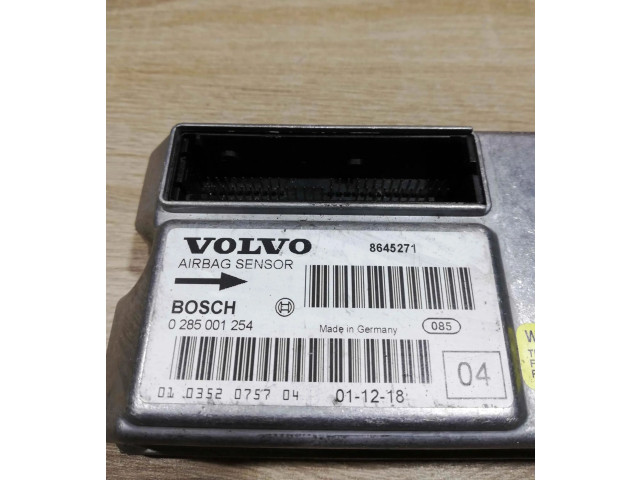 VOLVO 8645271
AIRBAG SENSOR
BOSCH
0 285 001 254 Made in Germany 085
04
01 0352 0757 04 01-12-18
W